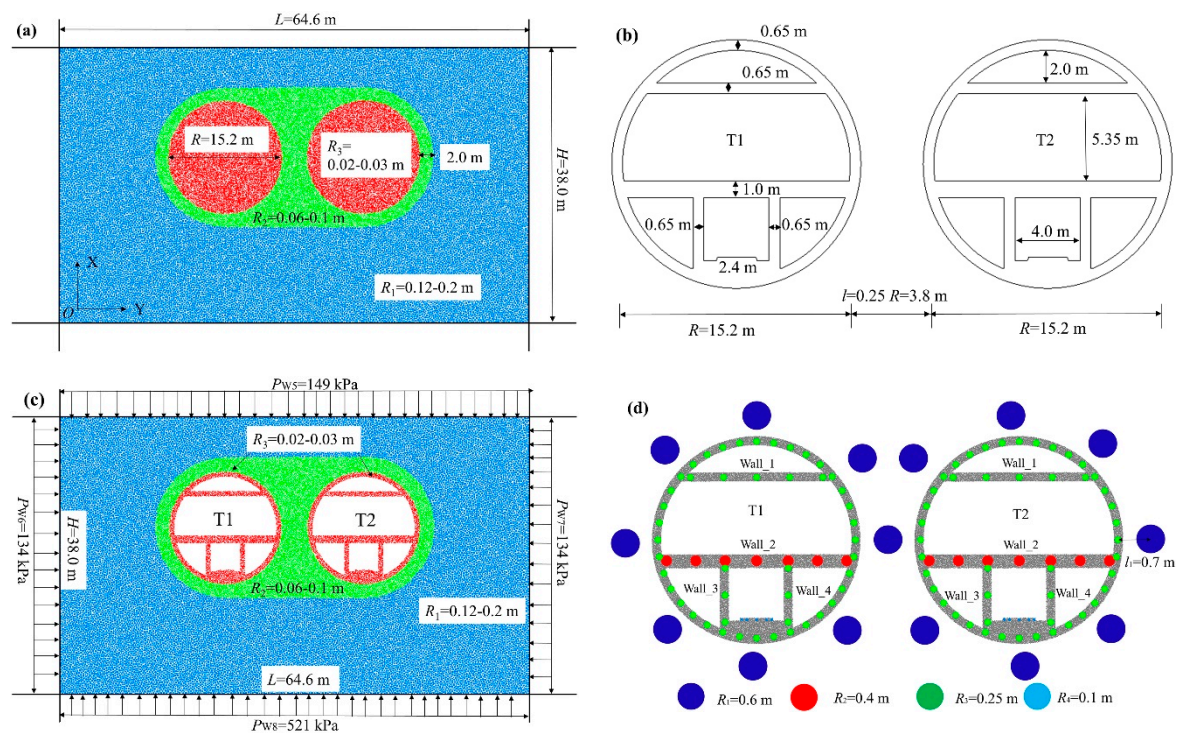 (a)
L=64.6 m
R=15.2 m
R3=
0.02-0.03 m
2.0 m
H=38.0 m
R2=0.06-0.1 m
X
R1=0.12-0.2 m
O
Y
(b)
0.65 m
0.65 m
2.0 m
T1
T2
5.35 m
1.0 m
0.65 m
0.65 m
4.0 m
2.4 m
l=0.25 R=3.8 m
R=15.2 m
R=15.2 m
(c)
PW5=149 kPa
R3=0.02-0.03 m
PW6=134 kPa
H=38.0 m
T1
T2
PW7=134 kPa
R2=0.06-0.1 m
R1=0.12-0.2 m
L=64.6 m
PW8=521 kPa
(d)
Wall_1
Wall_1
T1
T2
Wall_2
Wall_2
l1=0.7 m
Wall_3
Wall_4
Wall_3
Wall_4
R1=0.6 m
R2=0.4 m
R3=0.25 m
R4=0.1 m